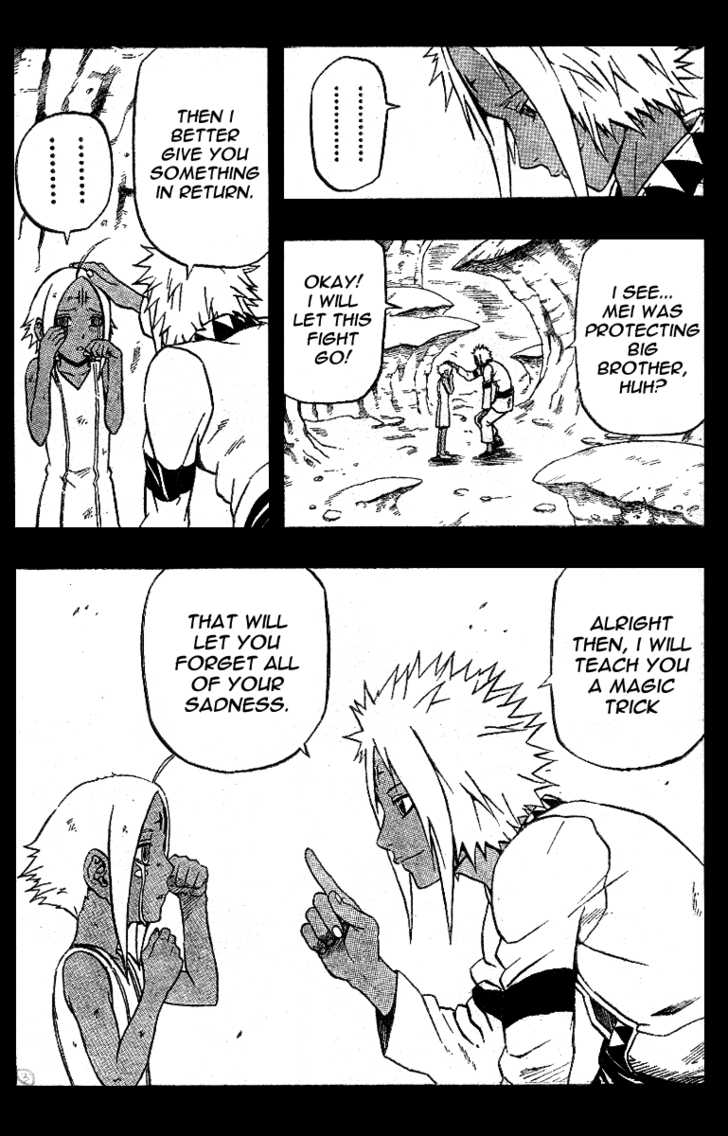 I SEE...
MEI WAS
PROTECTING
BIG
BROTHER,
HUH?
OKAY!
I WILL
LET THIS
FIGHT
GO!
THEN I
BETTER
GIVE YOU
SOMETHING
IN RETURN.
ALRIGHT
THEN, I WILL
TEACH YOU
A MAGIC
TRICK
THAT WILL
LET YOU
FORGET ALL
OF YOUR
SADNESS.